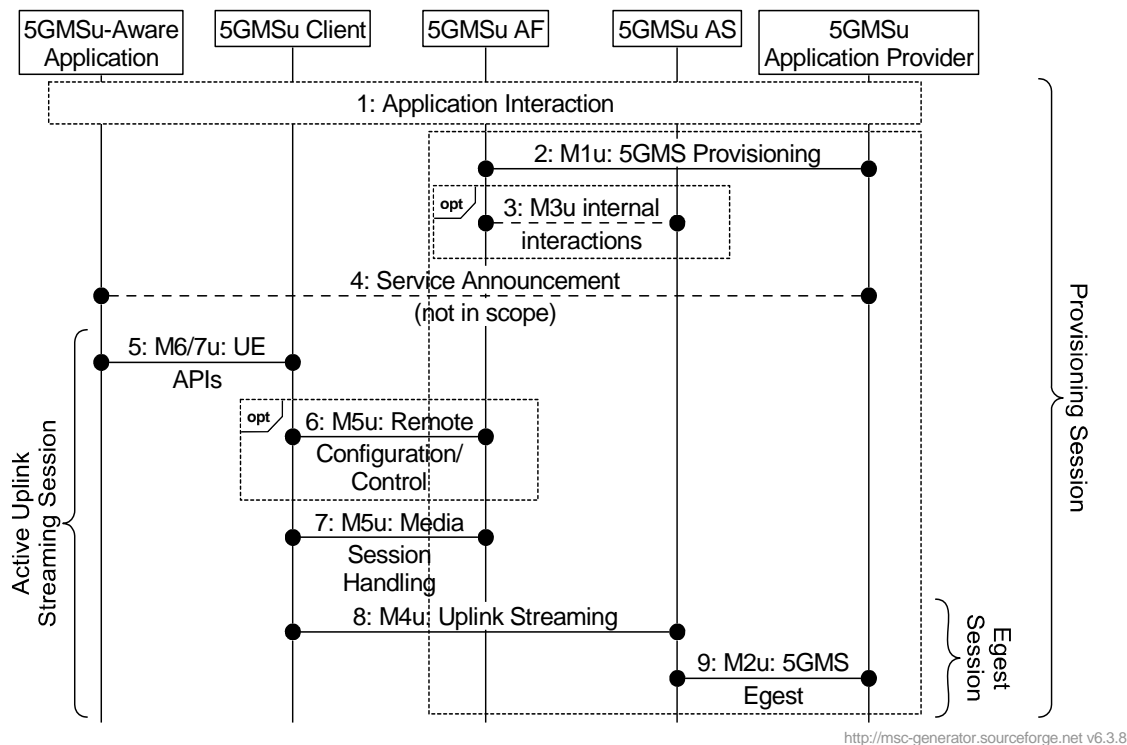 5GMSu-Aware
Application
5GMSu Client
5GMSu AF
5GMSu AS
5GMSu
Application Provider
1: Application Interaction
2: M1u: 5GMS Provisioning
opt
3: M3u internal
interactions
4: Service Announcement
(not in scope)
5: M6/7u: UE
APIs
opt
6: M5u: Remote
Configuration/
Control
7: M5u: Media
Session
Handling
8: M4u: Uplink Streaming
9: M2u: 5GMS
Egest
Active Uplink
Streaming Session
Provisioning Session
Egest
Session
http://msc-generator.sourceforge.net v6.3.8